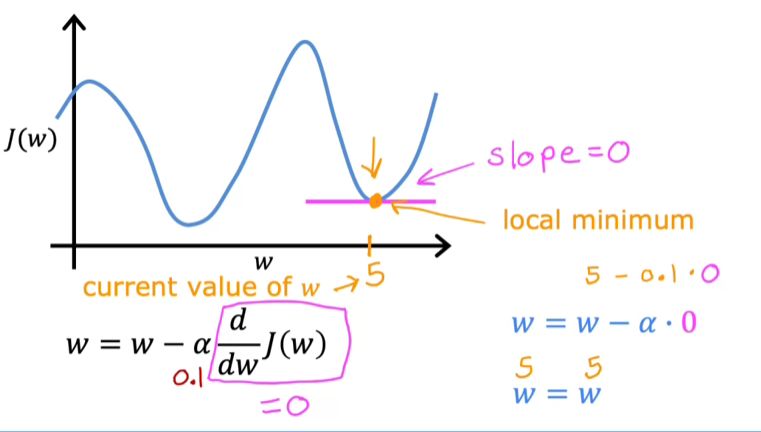 J(w)
slope=0
local minimum
w
5
current value of w →
5 - 0.1 · 0
w = w − α d/dw J(w)
0.1
=0
w = w − α · 0
5 5
w = w